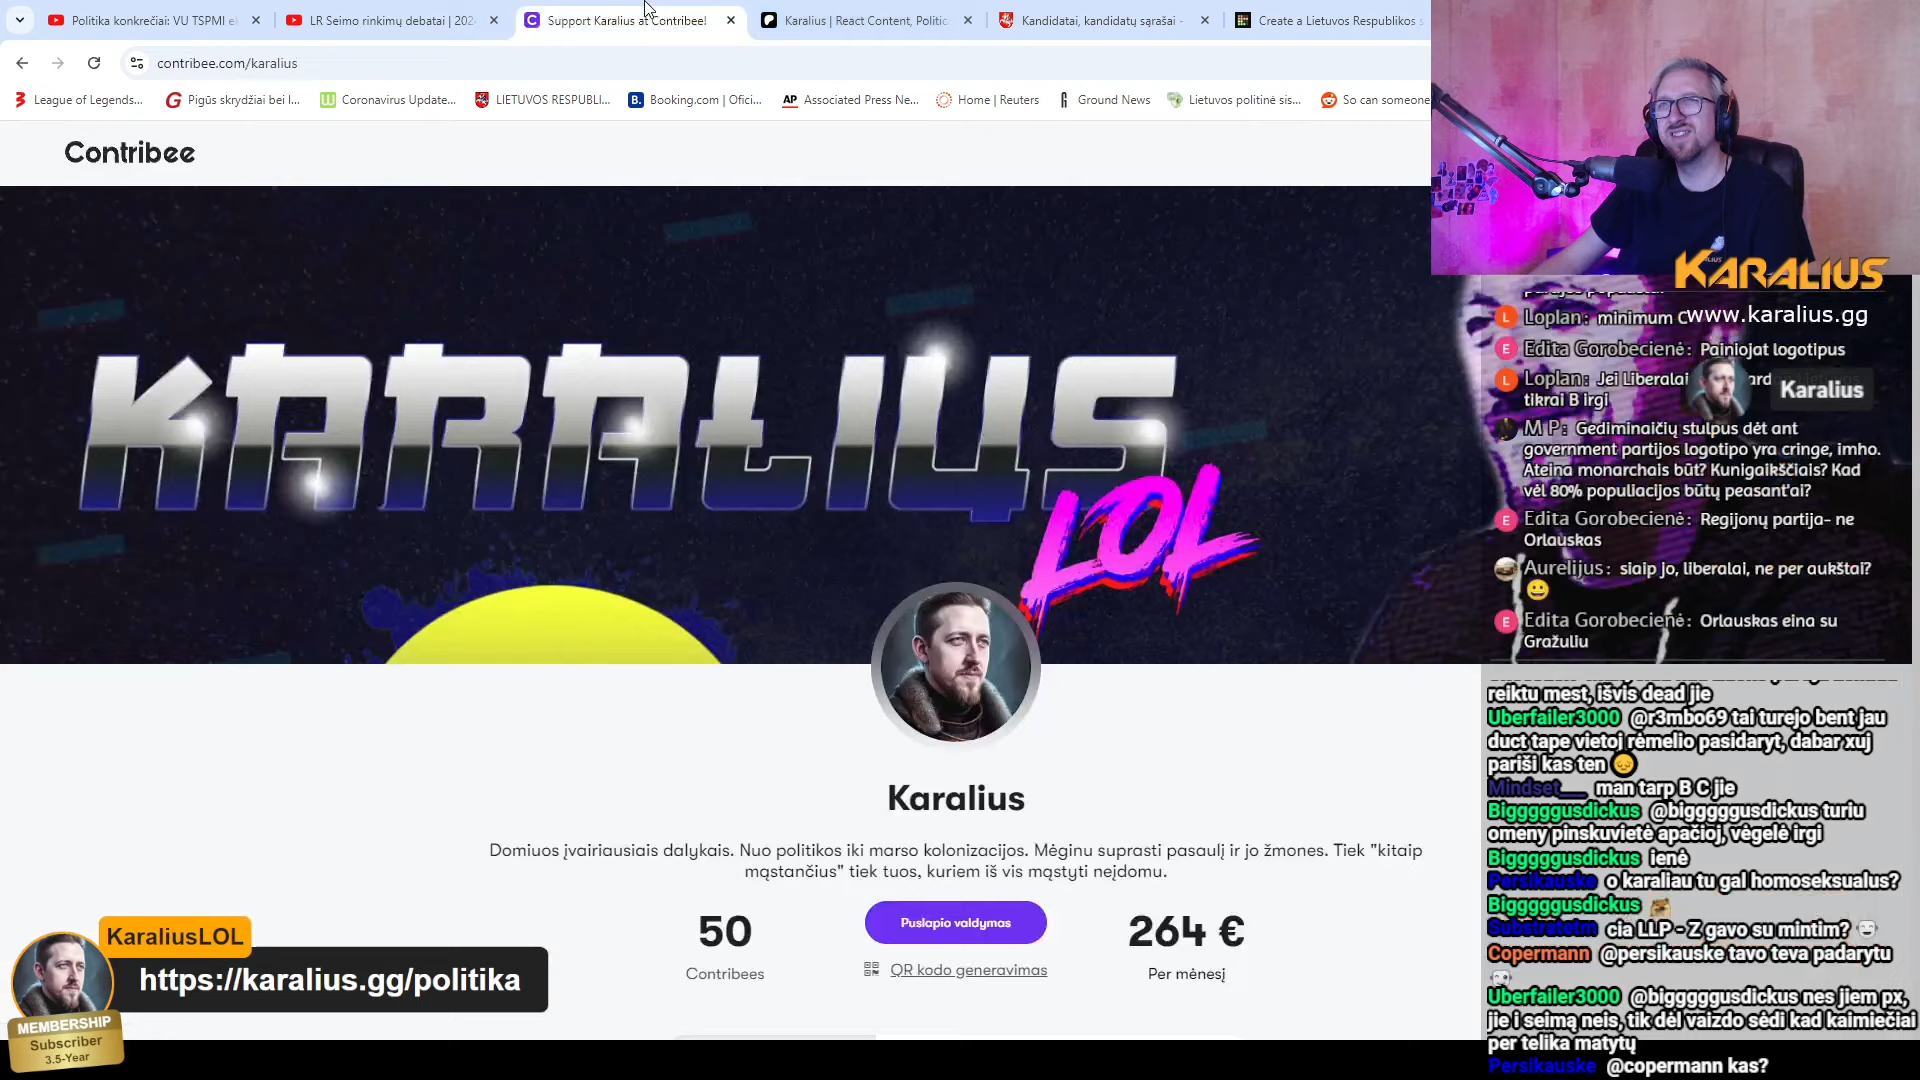 Politika konkrečiai: VU TSPMI
LR Seimo rinkimų debatai | 202
Support Karalius at Contribee!
Karalius | React Content, Politic
Kandidatai, kandidatų sąrašai -
Create a Lietuvos Respublikos s
contribee.com/karalius
League of Legends...
Pigūs skrydžiai bei l...
Coronavirus Update...
LIETUVOS RESPUBLI...
Booking.com | Ofici...
AP Associated Press Ne...
Home | Reuters
Ground News
Lietuvos politinė sis...
So can someone
Contribee
KARALIUS
LOL
Karalius
Domiuos įvairiausiais dalykais. Nuo politikos iki marso kolonizacijos. Mėginu suprasti pasaulį ir jo žmones. Tiek "kitaip
mąstančius" tiek tuos, kuriem iš vis mąstyti neįdomu.
50
Contribees
Puslapio valdymas
QR kodo generavimas
264 €
Per mėnesį
KaraliusLOL
https://karalius.gg/politika
MEMBERSHIP
Subscriber
3.5-Year
KARALIUS
www.karalius.gg
Karalius
Loplan: minimum C
Edita Gorobecienė: Painiojat logotipus
Loplan: Jei Liberalai
tikrai B irgi
M P: Gediminaičių stulpus dėt ant
government partijos logotipo yra cringe, imho.
Ateina monarchais būt? Kunigaikščiais? Kad
vėl 80% populiacijos būtų peasant'ai?
Edita Gorobecienė: Regijonų partija- ne
Orlauskas
Aurelijus: siaip jo, liberalai, ne per aukštai?
😀
Edita Gorobecienė: Orlauskas eina su
Gražuliu
reiktu mest, išvis dead jie
Uberfailer3000 @r3mbo69 tai turejo bent jau
duct tape vietoj rėmelio pasidaryt, dabar xuj
pariši kas ten 😔
Mindset___ man tarp B C jie
Bigggggusdickus @bigggggusdickus turiu
omeny pinskuvietė apačioj, vėgelė irgi
Bigggggusdickus ienė
Persikauske o karaliau tu gal homoseksualus?
Bigggggusdickus
Substratetm cia LLP - Z gavo su mintim?
Copermann @persikauske tavo teva padarytu
Uberfailer3000 @bigggggusdickus nes jiem px,
jie i seimą neis, tik dėl vaizdo sėdi kad kaimiečiai
per telika matytų
Persikauske @copermann kas?